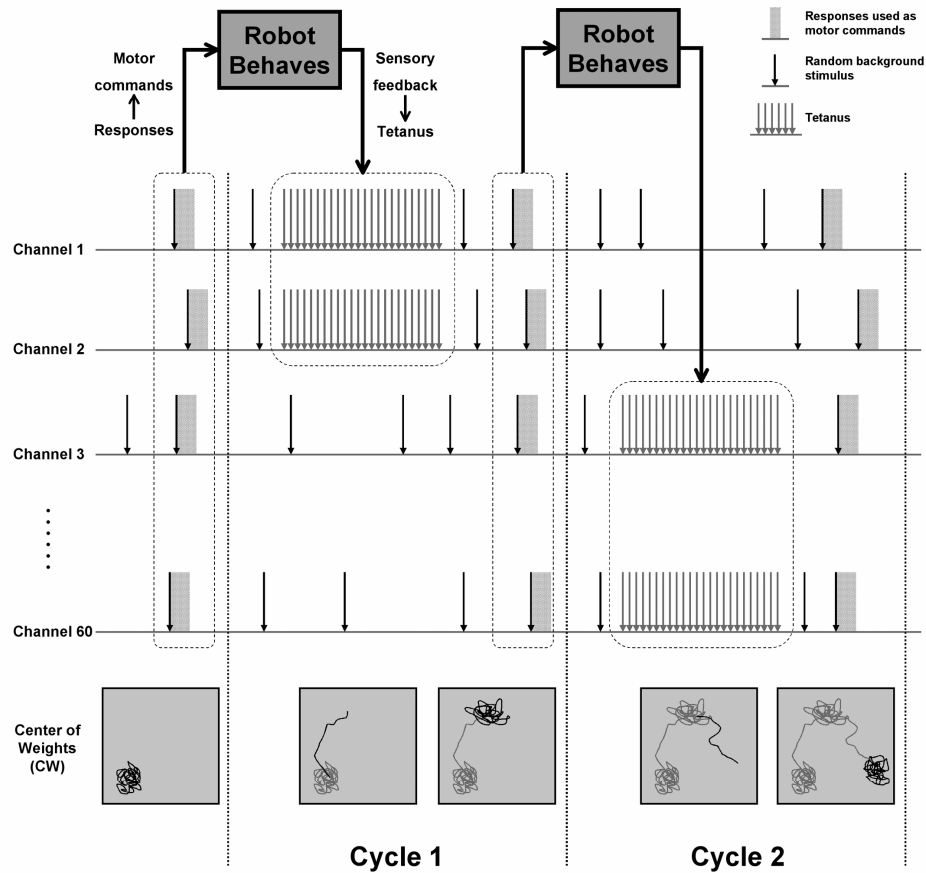 Robot
Behaves
Motor
commands
Responses
Sensory
feedback
Tetanus
Robot
Behaves
Responses used as
motor commands
Random background
stimulus
Tetanus
Channel 1
Channel 2
Channel 3
Channel 60
Center of
Weights
(CW)
Cycle 1
Cycle 2